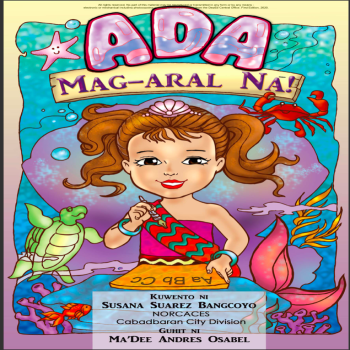 ADA
MAG-ARAL NA!
Aa Bb Cc
KUWENTO NI
SUSANA SUAREZ BANGCOYO
NORCACES
Cabadbaran City Division
GUHIT NI
MA'DEE ANDRES OSABEL